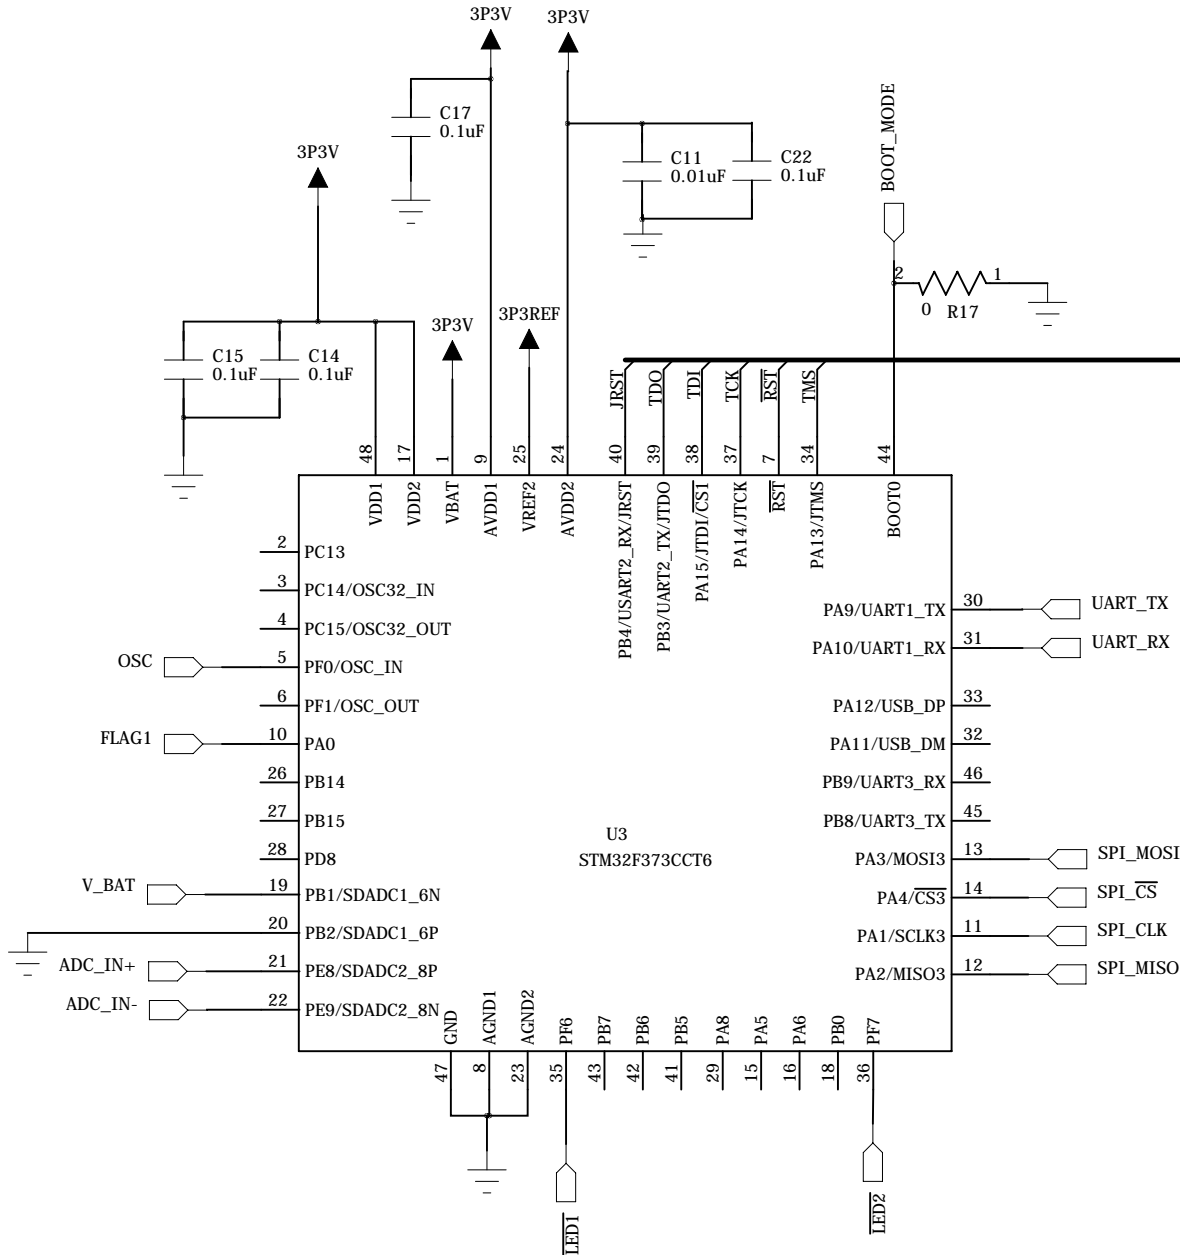 3P3V
3P3V
C17
0.1uF
3P3V
C11
0.01uF
C22
0.1uF
BOOT_MODE
2
1
0
R17
3P3V
3P3REF
C15
0.1uF
C14
0.1uF
JRST
TDO
TDI
TCK
RST
TMS
48
17
1
9
25
24
40
39
38
37
7
34
44
VDD1
VDD2
VBAT
AVDD1
VREF2
AVDD2
PB4/USART2_RX/JRST
PB3/UART2_TX/JTDO
PA15/JTDI/CS1
PA14/JTCK
RST
PA13/JTMS
BOOT0
2
PC13
3
PC14/OSC32_IN
4
PC15/OSC32_OUT
OSC
5
PF0/OSC_IN
6
PF1/OSC_OUT
FLAG1
10
PA0
26
PB14
27
PB15
28
PD8
V_BAT
19
PB1/SDADC1_6N
20
PB2/SDADC1_6P
ADC_IN+
21
PE8/SDADC2_8P
ADC_IN-
22
PE9/SDADC2_8N
U3
STM32F373CCT6
PA9/UART1_TX
30
UART_TX
PA10/UART1_RX
31
UART_RX
PA12/USB_DP
33
PA11/USB_DM
32
PB9/UART3_RX
46
PB8/UART3_TX
45
PA3/MOSI3
13
SPI_MOSI
PA4/CS3
14
SPI_CS
PA1/SCLK3
11
SPI_CLK
PA2/MISO3
12
SPI_MISO
GND
AGND1
AGND2
PF6
PB7
PB6
PB5
PA8
PA5
PA6
PB0
PF7
47
8
23
35
43
42
41
29
15
16
18
36
LED1
LED2